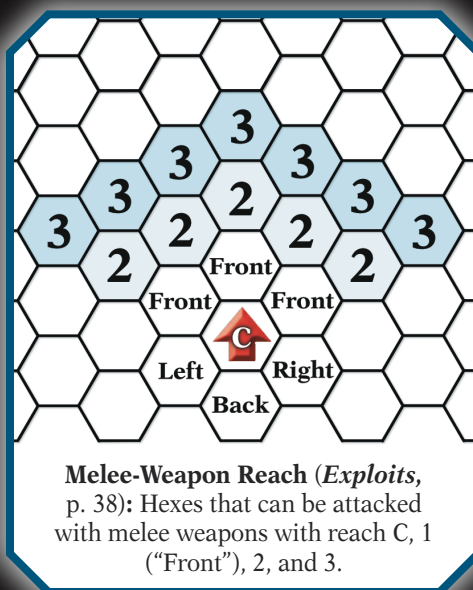 3
3 3
3 2 3
3 2 2 3
2 Front 2
Front Front
C
Left Right
Back
Melee-Weapon Reach (Exploits,
p. 38): Hexes that can be attacked
with melee weapons with reach C, 1
(“Front”), 2, and 3.